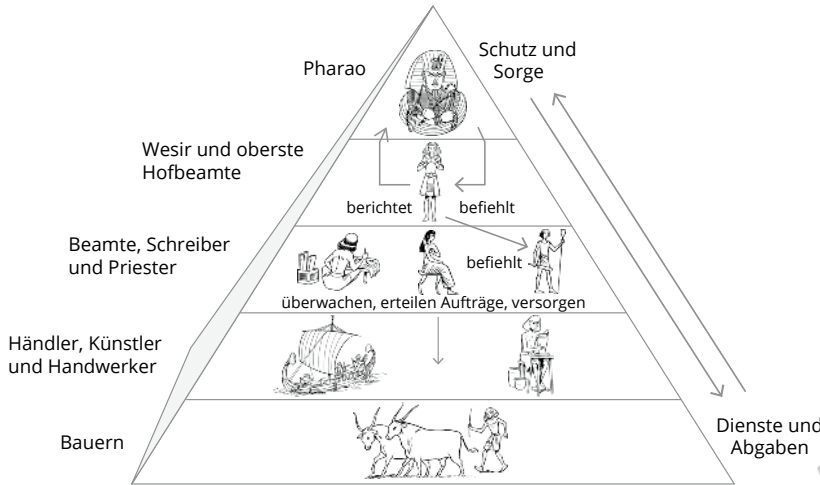 Pharao
Schutz und
Sorge
Wesir und oberste
Hofbeamte
berichtet
befiehlt
Beamte, Schreiber
und Priester
befiehlt
überwachen, erteilen Aufträge, versorgen
Händler, Künstler
und Handwerker
Bauern
Dienste und
Abgaben